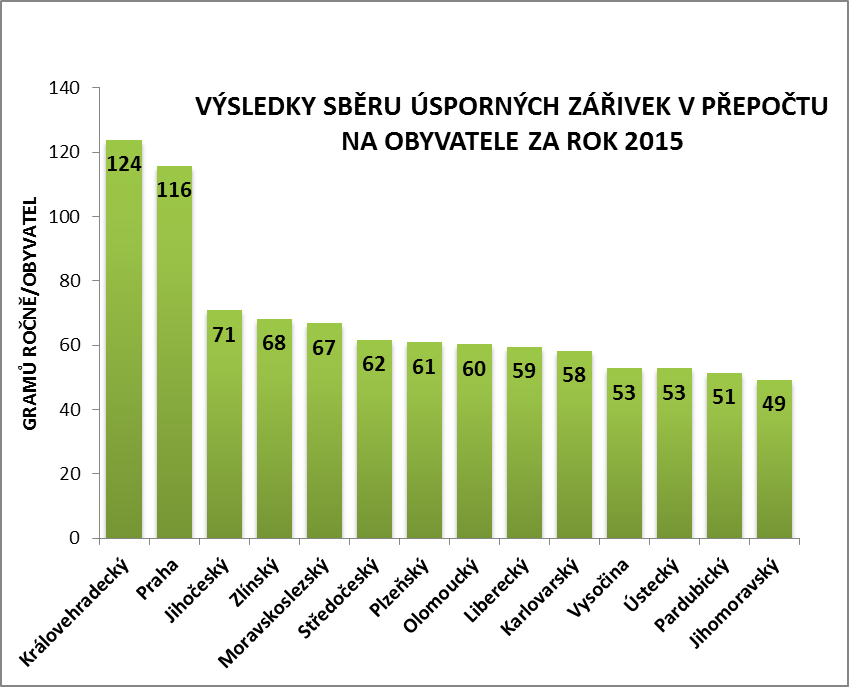 VÝSLEDKY SBĚRU ÚSPORNÝCH ZÁŘIVEK V PŘEPOČTU
NA OBYVATELE ZA ROK 2015
GRAMŮ ROČNĚ/OBYVATEL
140
120
100
80
60
40
20
0
124
116
71
68
67
62
61
60
59
58
53
53
51
49
Královehradecký
Praha
Jihočeský
Zlínský
Moravskoslezský
Středočeský
Plzeňský
Olomoucký
Liberecký
Karlovarský
Vysočina
Ústecký
Pardubický
Jihomoravský